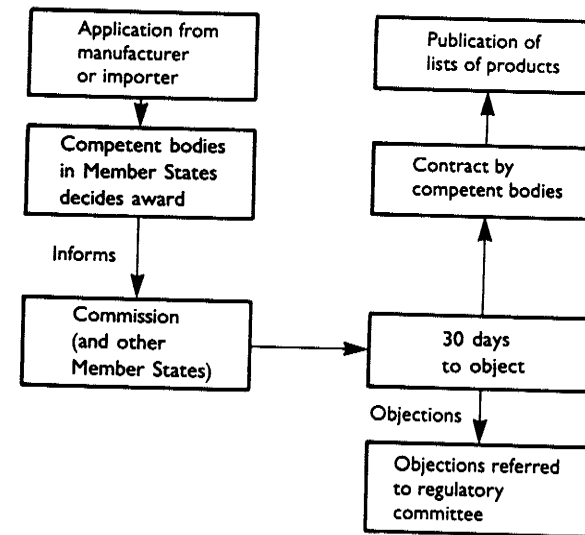 Application from
manufacturer
or importer
Competent bodies
in Member States
decides award
Informs
Commission
(and other
Member States)
30 days
to object
Objections
Objections referred
to regulatory
committee
Contract by
competent bodies
Publication of
lists of products